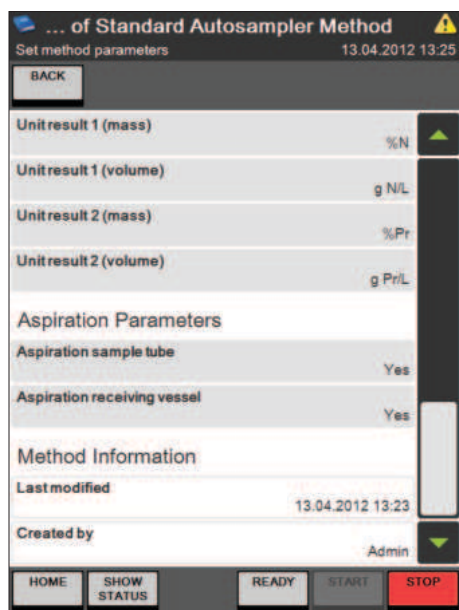 ... of Standard Autosampler Method
Set method parameters 13.04.2012 13:25
BACK
Unit result 1 (mass)
%N
Unit result 1 (volume)
g N/L
Unit result 2 (mass)
%Pr
Unit result 2 (volume)
g Pr/L
Aspiration Parameters
Aspiration sample tube
Yes
Aspiration receiving vessel
Yes
Method Information
Last modified
13.04.2012 13:23
Created by
Admin
HOME SHOW STATUS READY START STOP